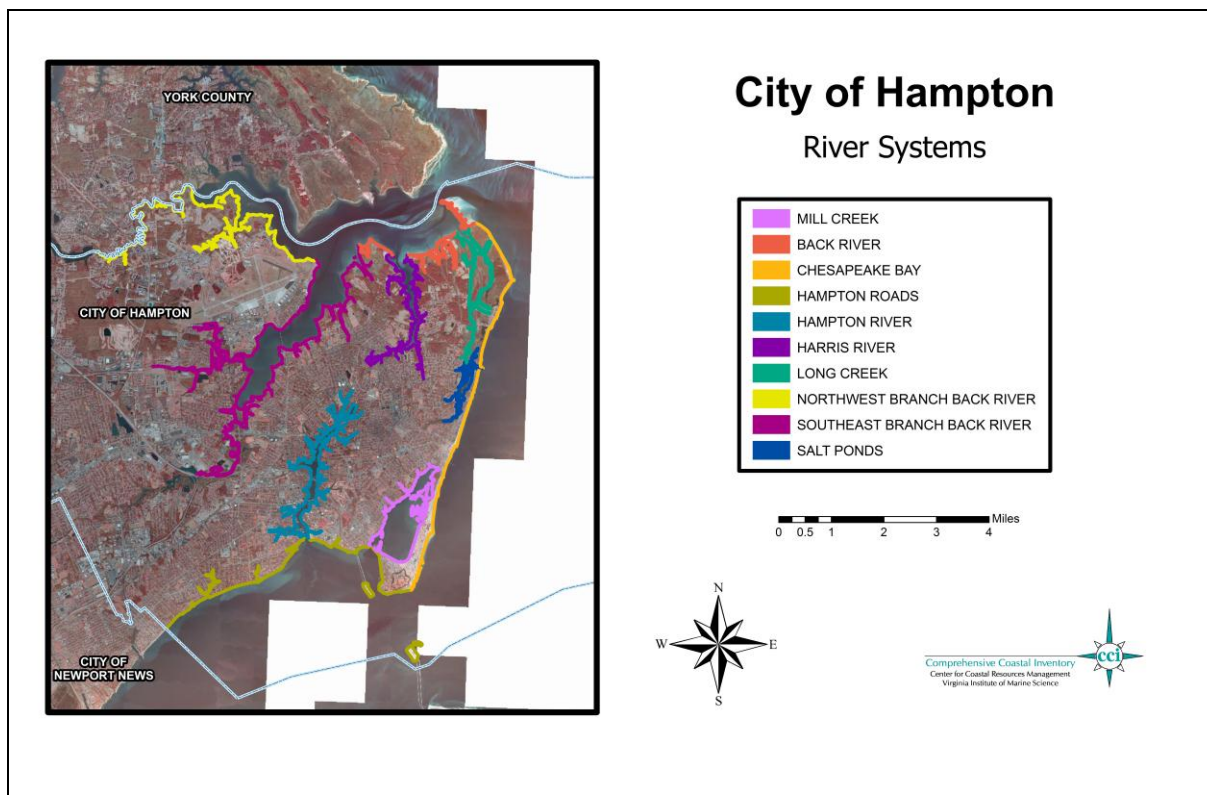 YORK COUNTY
CITY OF HAMPTON
CITY OF
NEWPORT NEWS
City of Hampton
River Systems
MILL CREEK
BACK RIVER
CHESAPEAKE BAY
HAMPTON ROADS
HAMPTON RIVER
HARRIS RIVER
LONG CREEK
NORTHWEST BRANCH BACK RIVER
SOUTHEAST BRANCH BACK RIVER
SALT PONDS
Miles
0 0.5 1 2 3 4
N
W E
S
cci
Comprehensive Coastal Inventory
Center for Coastal Resources Management
Virginia Institute of Marine Science